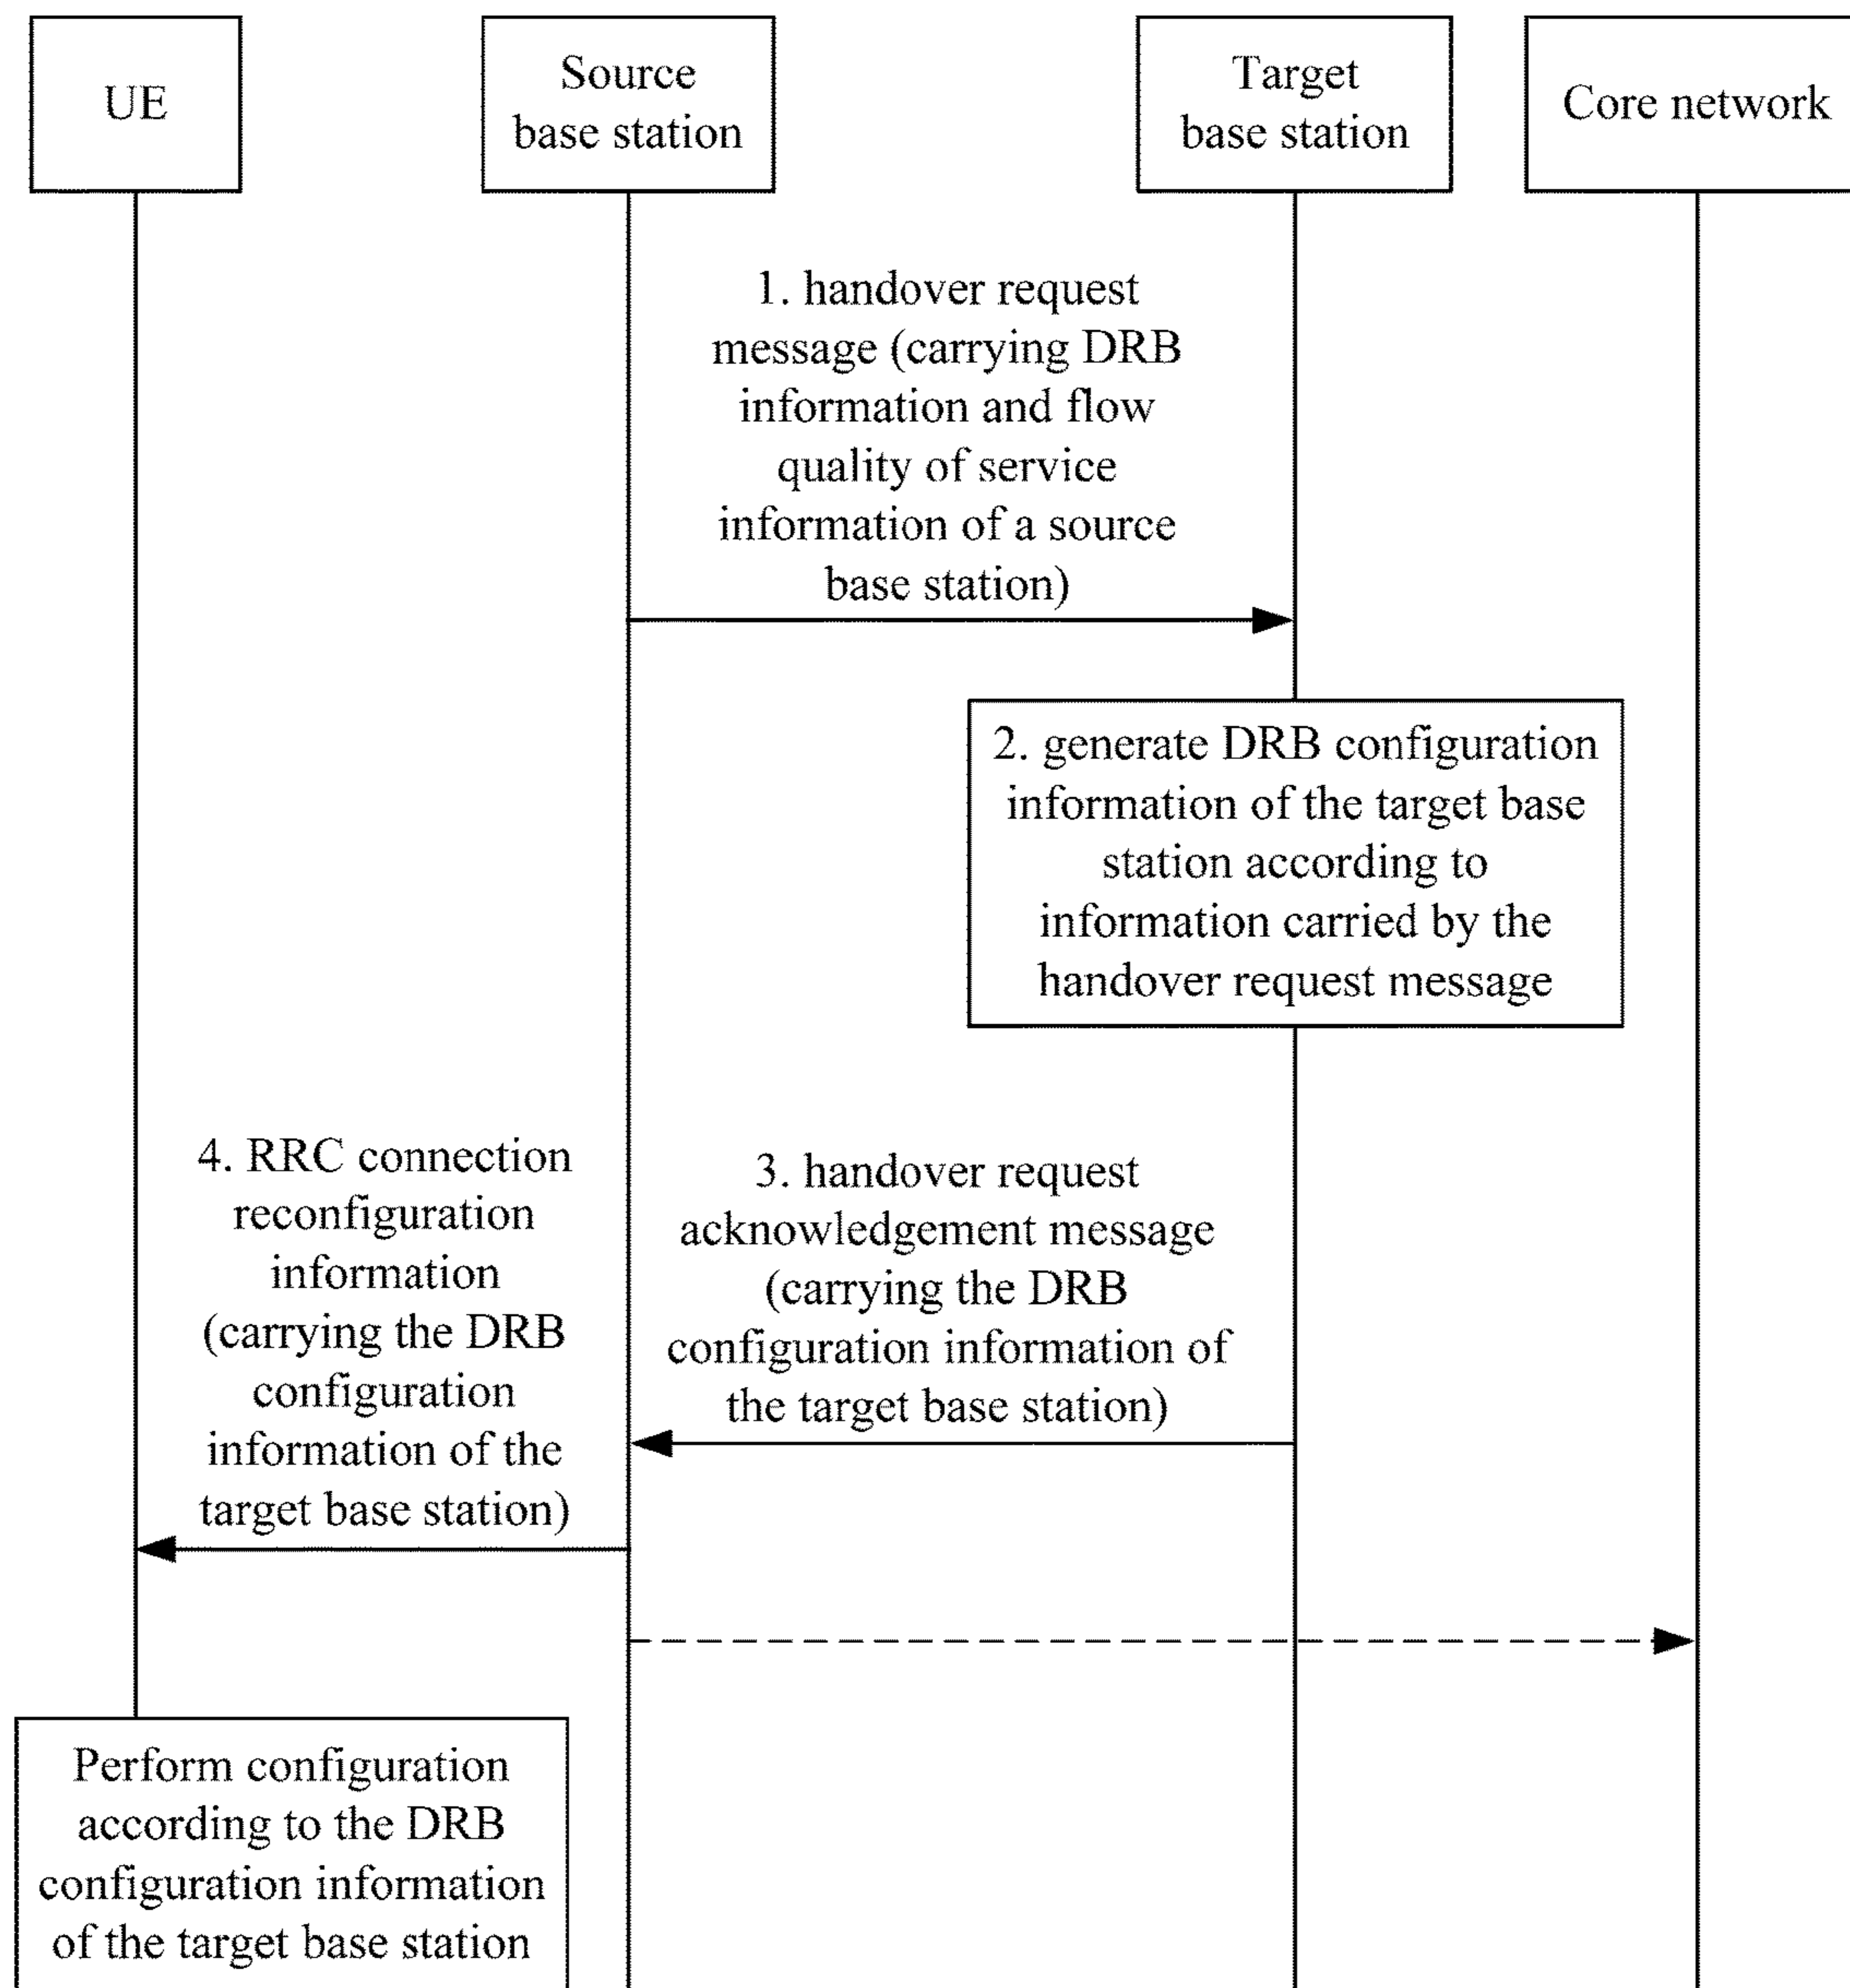 UE
Source
base station
Target
base station
Core network
1. handover request
message (carrying DRB
information and flow
quality of service
information of a source
base station)
2. generate DRB configuration
information of the target base
station according to
information carried by the
handover request message
3. handover request
acknowledgement message
(carrying the DRB
configuration information of
the target base station)
4. RRC connection
reconfiguration
information
(carrying the DRB
configuration
information of the
target base station)
Perform configuration
according to the DRB
configuration information
of the target base station